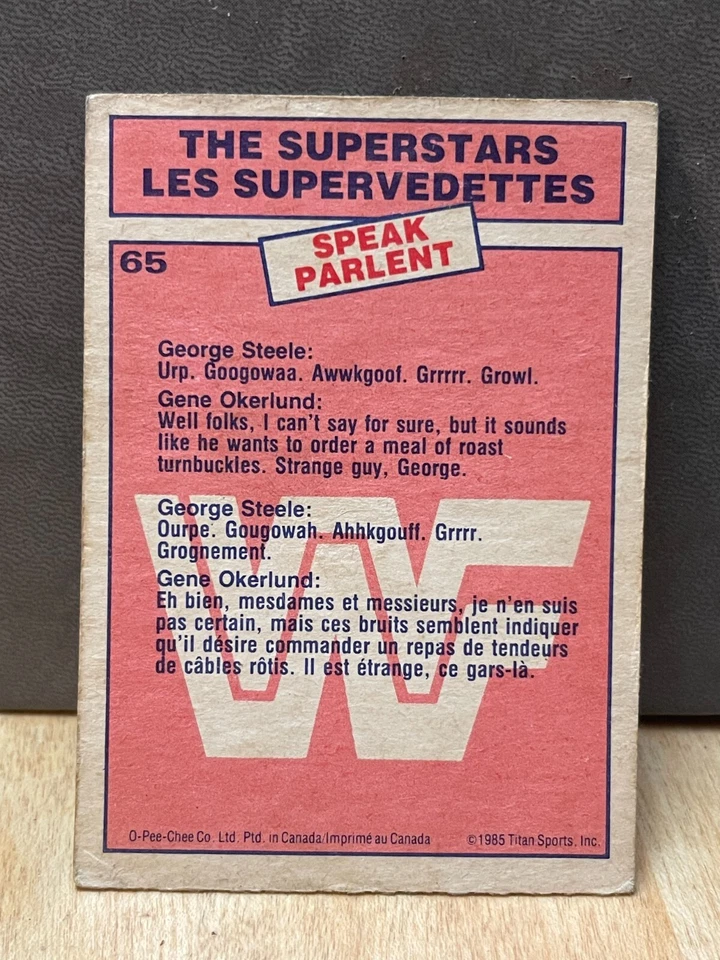 THE SUPERSTARS
LES SUPERVEDETTES
SPEAK
PARLENT
65
George Steele:
Urp. Googowaa. Awwkgoof. Grrrrr. Growl.
Gene Okerlund:
Well folks, I can't say for sure, but it sounds
like he wants to order a meal of roast
turnbuckles. Strange guy, George.
George Steele:
Ourpe. Gougowah. Ahhkgouff. Grrrr.
Grognement.
Gene Okerlund:
Eh bien, mesdames et messieurs, je n'en suis
pas certain, mais ces bruits semblent indiquer
qu'il désire commander un repas de tendeurs
de câbles rôtis. Il est étrange, ce gars-là.
WF
O-Pee-Chee Co. Ltd. Ptd. in Canada/Imprimé au Canada ©1985 Titan Sports, Inc.